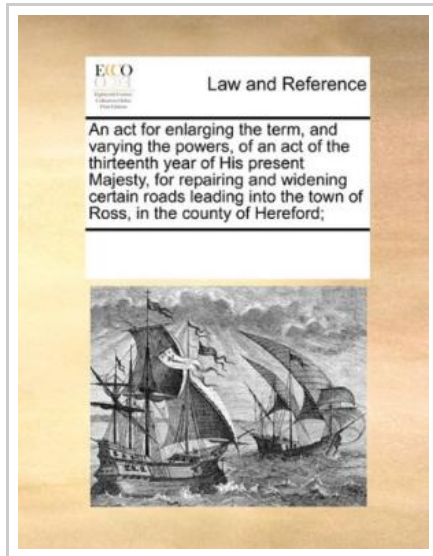 ECCO
Law and Reference
An act for enlarging the term, and
varying the powers, of an act of the
thirteenth year of His present
Majesty, for repairing and widening
certain roads leading into the town of
Ross, in the county of Hereford;